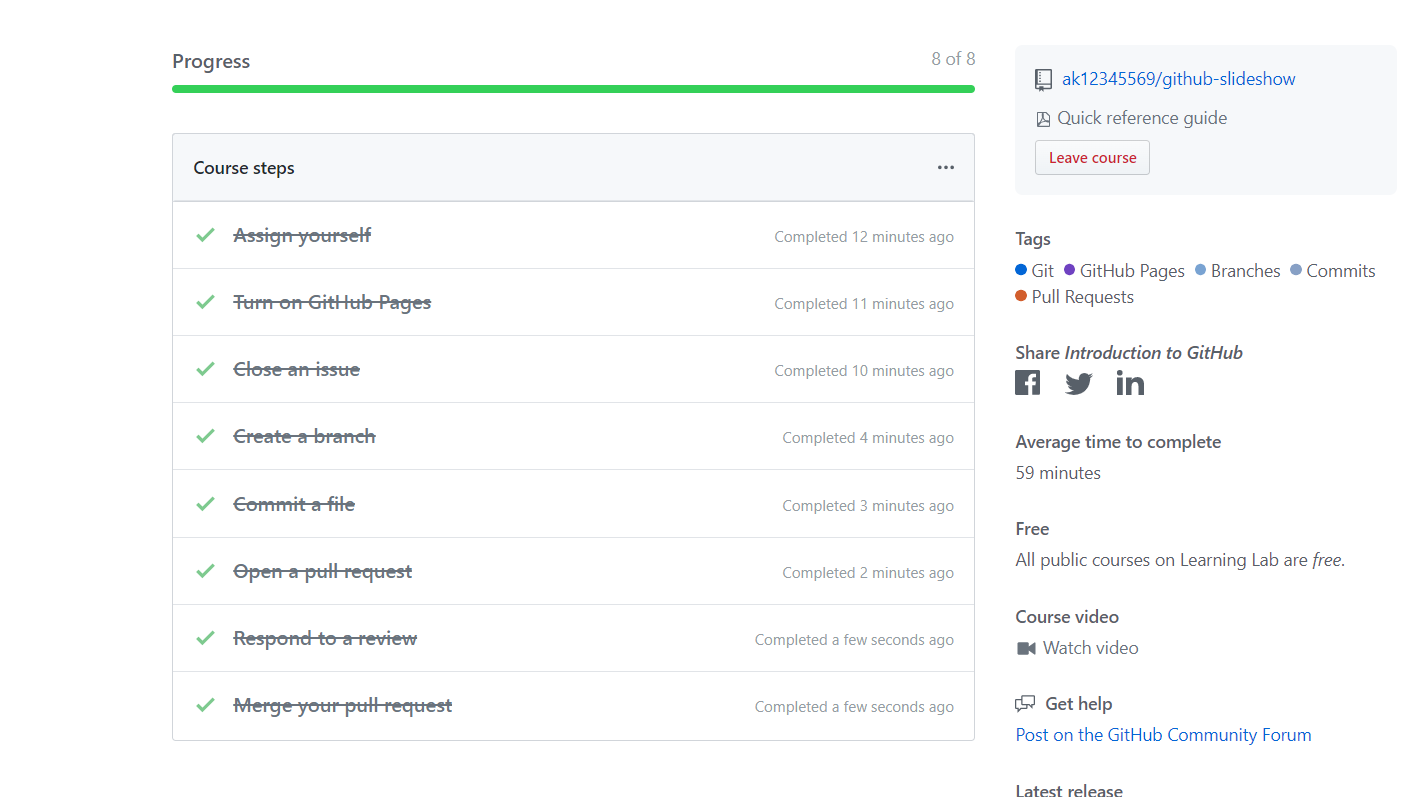 Progress
8 of 8
Course steps
Assign yourself
Completed 12 minutes ago
Turn on GitHub Pages
Completed 11 minutes ago
Close an issue
Completed 10 minutes ago
Create a branch
Completed 4 minutes ago
Commit a file
Completed 3 minutes ago
Open a pull request
Completed 2 minutes ago
Respond to a review
Completed a few seconds ago
Merge your pull request
Completed a few seconds ago
ak12345569/github-slideshow
Quick reference guide
Leave course
Tags
Git GitHub Pages Branches Commits
Pull Requests
Share Introduction to GitHub
Average time to complete
59 minutes
Free
All public courses on Learning Lab are free.
Course video
Watch video
Get help
Post on the GitHub Community Forum
Latest release